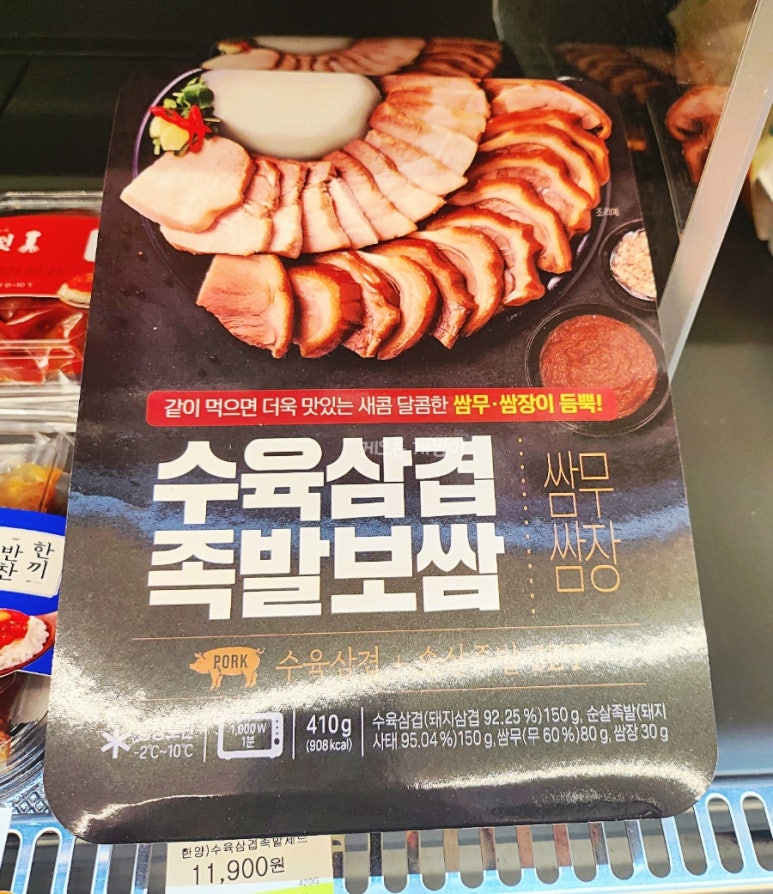 조리예
같이 먹으면 더욱 맛있는 새콤 달콤한 쌈무·쌈장이 듬뿍!
수육삼겹
족발보쌈
쌈무
쌈장
PORK 수육삼겹 +
-2℃~10℃
1,000W
1분
410g
(908kcal)
수육삼겹(돼지삼겹 92.25%)150g, 순살족발(돼지
사태 95.04%)150g, 쌈무(무 60%)80g, 쌈장 30g
한양)수육삼겹족발세트
11,900원
420G
반 한
찬 끼